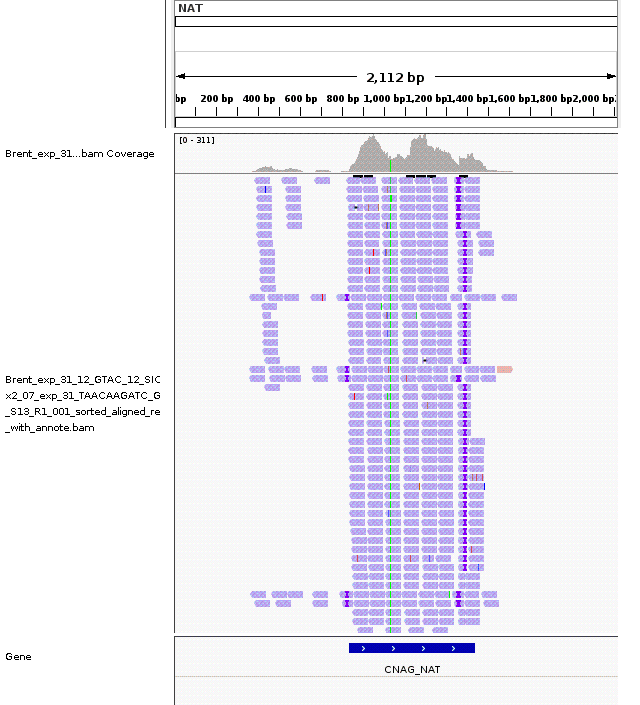 NAT
2,112 bp
bp 200 bp 400 bp 600 bp 800 bp 1,000 bp 1,200 bp 1,400 bp 1,600 bp 1,800 bp 2,000 bp
[0 - 311]
Brent_exp_31...bam Coverage
Brent_exp_31_12_GTAC_12_SIC
x2_07_exp_31_TAACAAGATC_G
_S13_R1_001_sorted_aligned_re
_with_annote.bam
Gene
CNAG_NAT